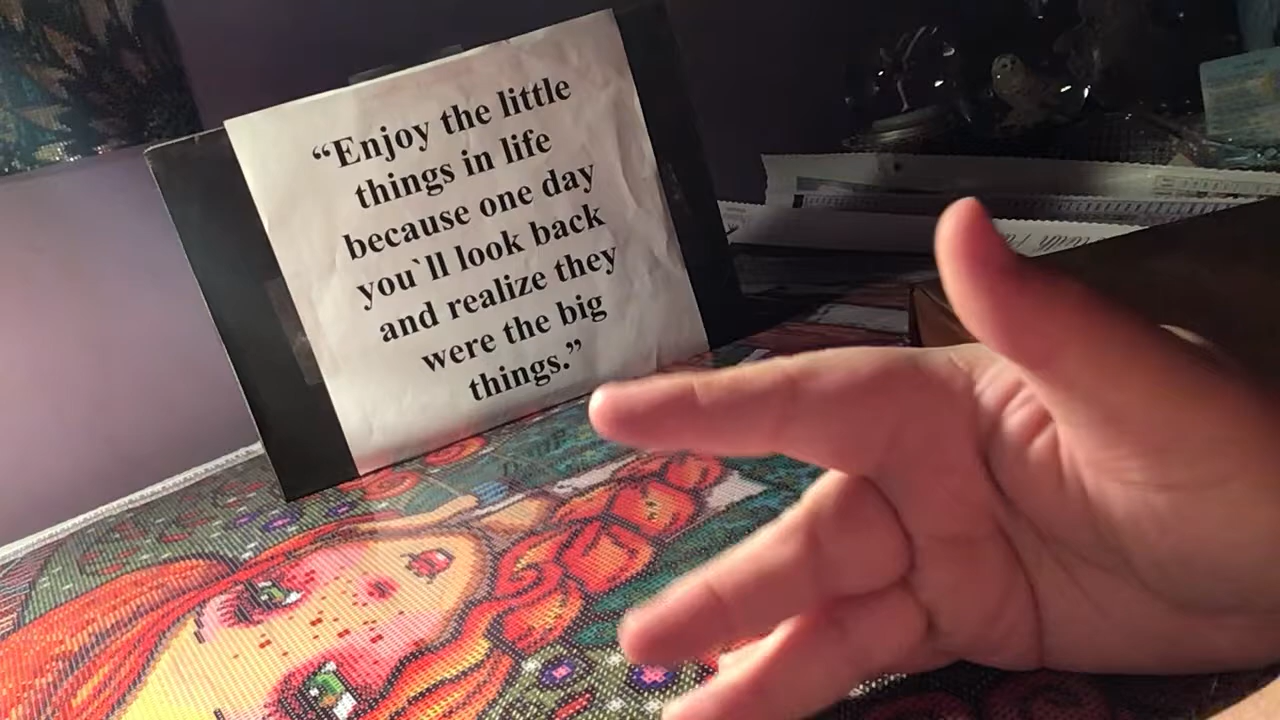 “Enjoy the little
things in life
because one day
you`ll look back
and realize they
were the big
things.”